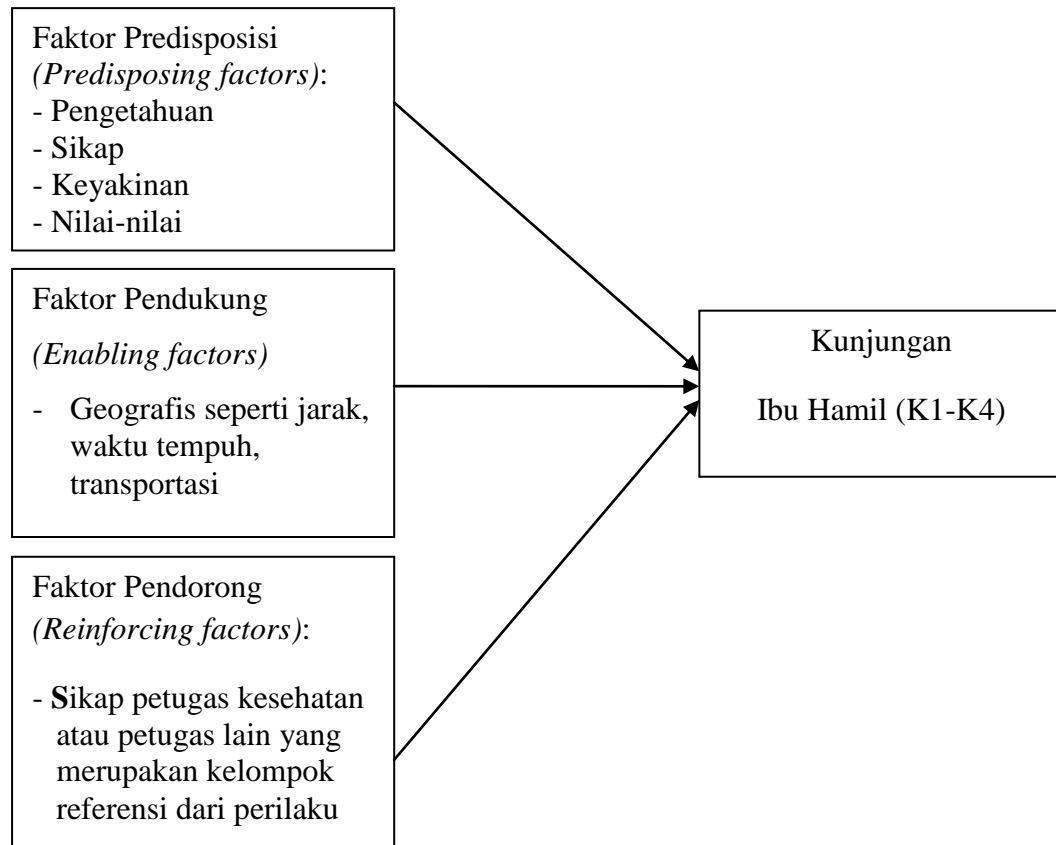 Faktor Predisposisi
(Predisposing factors):
- Pengetahuan
- Sikap
- Keyakinan
- Nilai-nilai
Faktor Pendukung
(Enabling factors)
- Geografis seperti jarak,
waktu tempuh,
transportasi
Faktor Pendorong
(Reinforcing factors):
- Sikap petugas kesehatan
atau petugas lain yang
merupakan kelompok
referensi dari perilaku
Kunjungan
Ibu Hamil (K1-K4)